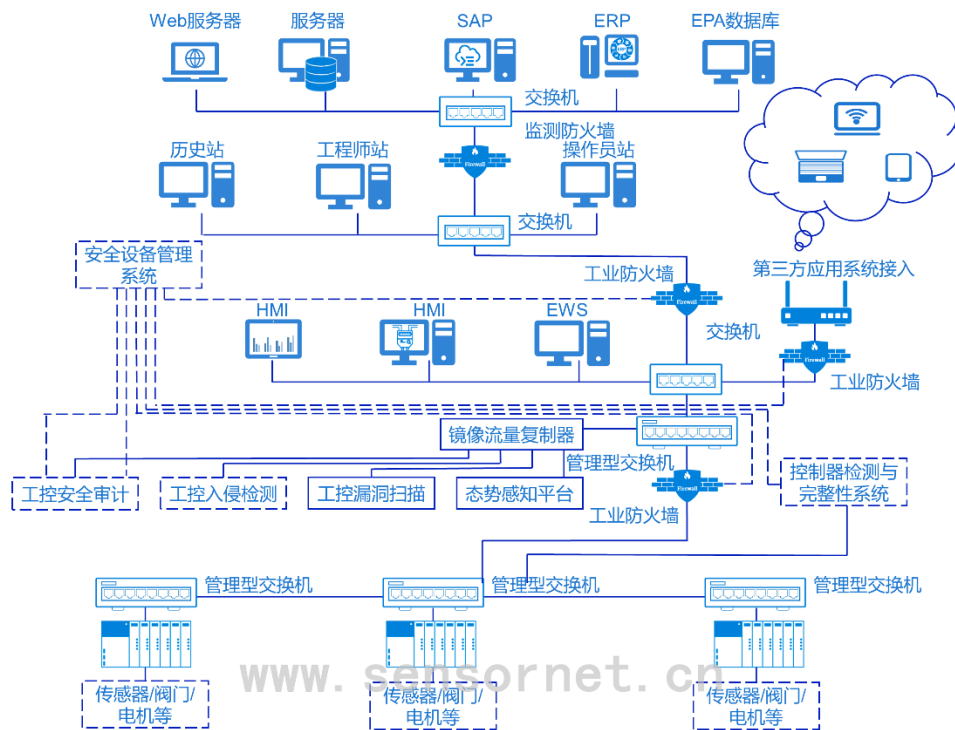 Web服务器
服务器
SAP
ERP
EPA数据库
交换机
监测防火墙
Firewall
历史站
工程师站
操作员站
交换机
安全设备管理
系统
工业防火墙
Firewall
第三方应用系统接入
HMI
HMI
EWS
交换机
Firewall
工业防火墙
镜像流量复制器
管理型交换机
工控安全审计
工控入侵检测
工控漏洞扫描
态势感知平台
Firewall
工业防火墙
控制器检测与
完整性系统
管理型交换机
管理型交换机
管理型交换机
www.sensornet.cn
传感器/阀门/
电机等
传感器/阀门/
电机等
传感器/阀门/
电机等